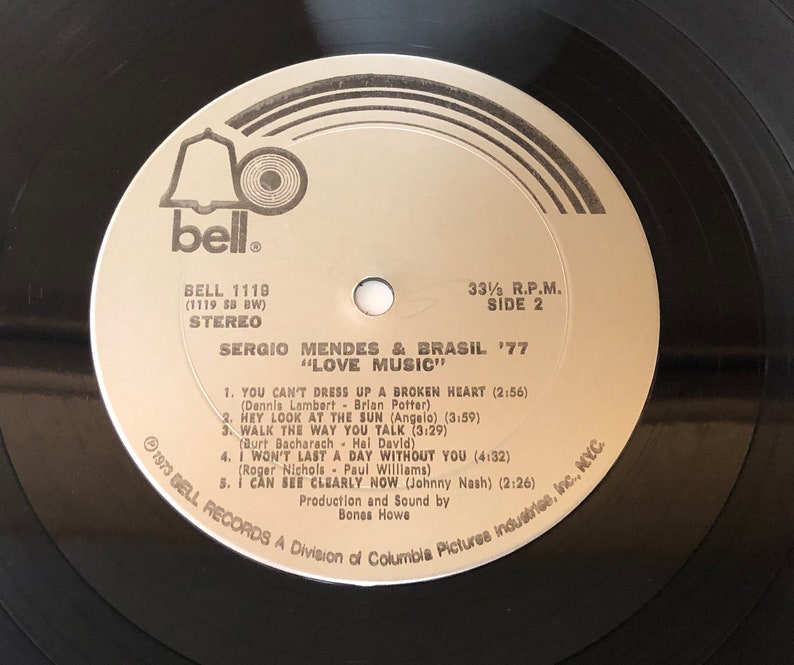 bell®
BELL 1119
(1119 SB BW)
STEREO
33⅓ R.P.M.
SIDE 2
SERGIO MENDES & BRASIL '77
"LOVE MUSIC"
1. YOU CAN'T DRESS UP A BROKEN HEART (2:56)
(Dennis Lambert - Brian Potter)
2. HEY LOOK AT THE SUN (Angelo) (3:59)
3. WALK THE WAY YOU TALK (3:29)
(Burt Bacharach - Hal David)
4. I WON'T LAST A DAY WITHOUT YOU (4:32)
(Roger Nichols - Paul Williams)
5. I CAN SEE CLEARLY NOW (Johnny Nash) (2:26)
Production and Sound by
Bones Howe
℗ 1973 BELL RECORDS A Division of Columbia Pictures Industries, Inc., N.Y.C.